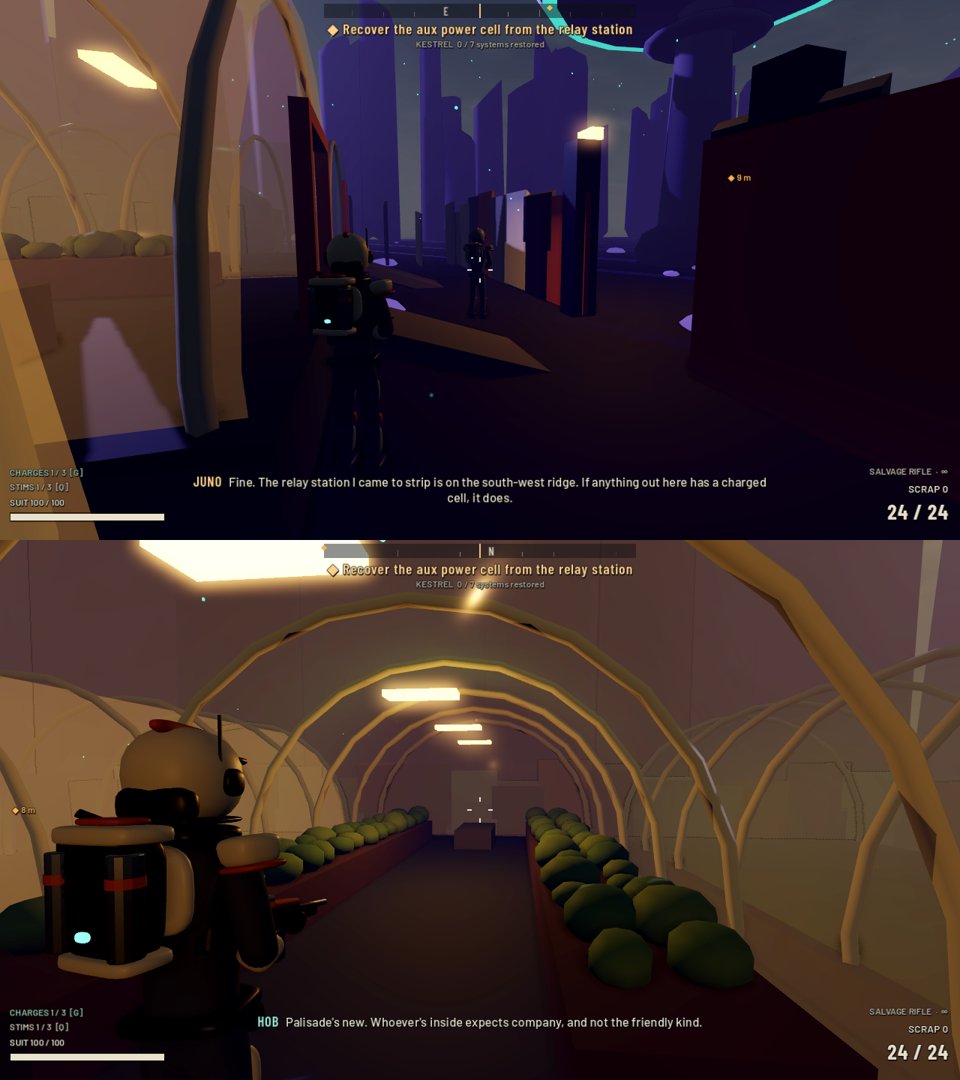 E
◆ Recover the aux power cell from the relay station
KESTREL 0 / 7 systems restored
◆ 9 m
CHARGES 1 / 3 [G]
STIMS 1 / 3 [Q]
SUIT 100 / 100
JUNO Fine. The relay station I came to strip is on the south-west ridge. If anything out here has a charged
cell, it does.
SALVAGE RIFLE · ∞
SCRAP 0
24 / 24
N
◆ Recover the aux power cell from the relay station
KESTREL 0 / 7 systems restored
◆ 8 m
CHARGES 1 / 3 [G]
STIMS 1 / 3 [Q]
SUIT 100 / 100
HOB Palisade's new. Whoever's inside expects company, and not the friendly kind.
SALVAGE RIFLE · ∞
SCRAP 0
24 / 24